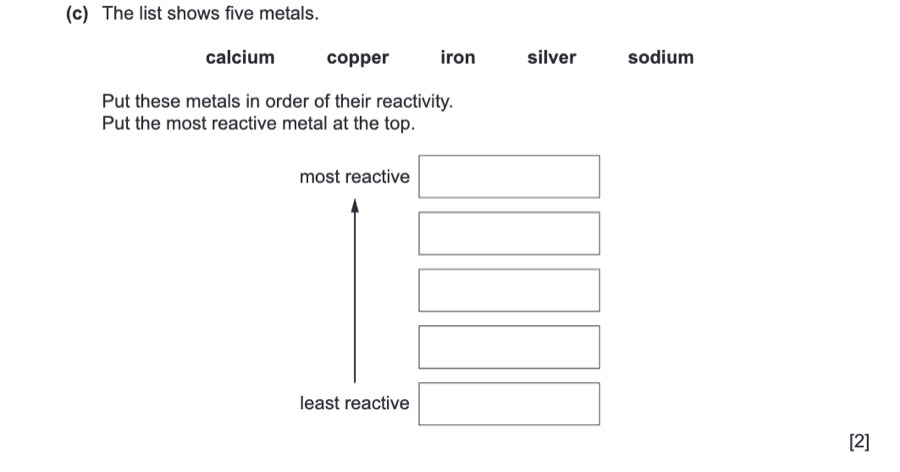 (c) The list shows five metals.
calcium copper iron silver sodium
Put these metals in order of their reactivity.
Put the most reactive metal at the top.
most reactive
least reactive
[2]